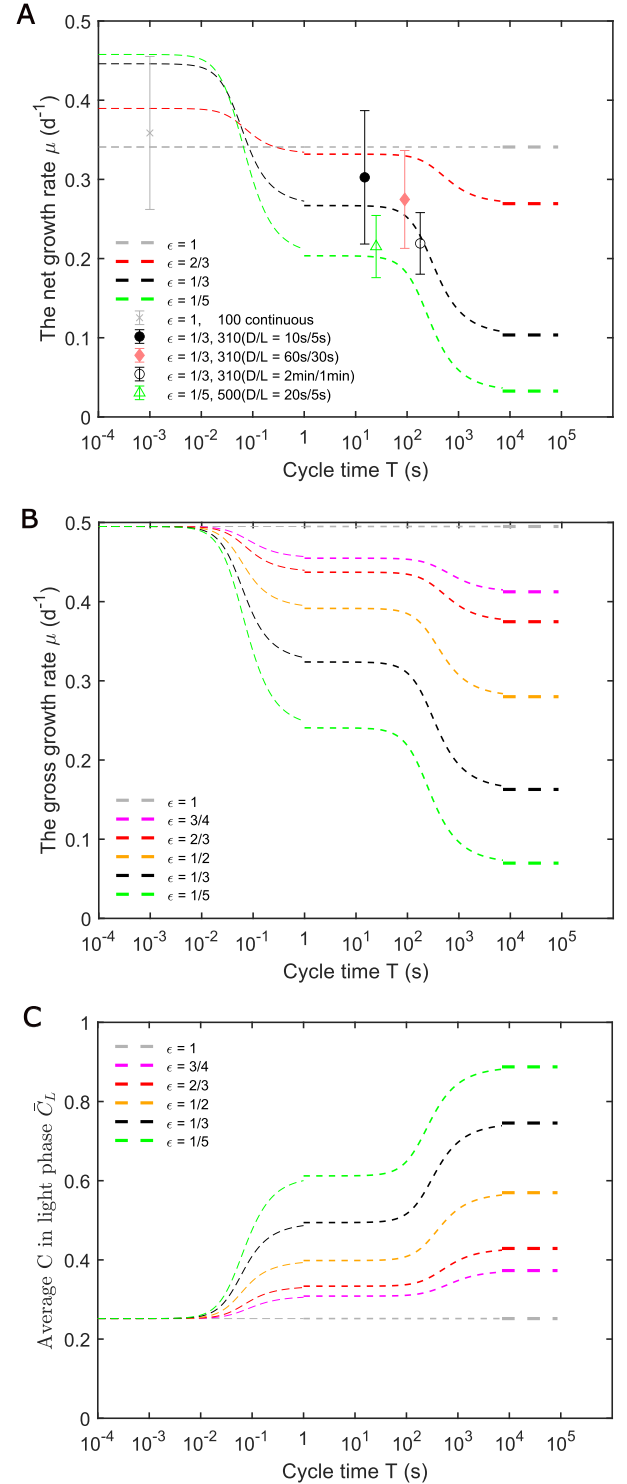 A
The net growth rate μ (d⁻¹)
0.5
0.4
0.3
0.2
0.1
0
ϵ = 1
ϵ = 2/3
ϵ = 1/3
ϵ = 1/5
ϵ = 1, 100 continuous
ϵ = 1/3, 310(D/L = 10s/5s)
ϵ = 1/3, 310(D/L = 60s/30s)
ϵ = 1/3, 310(D/L = 2min/1min)
ϵ = 1/5, 500(D/L = 20s/5s)
10⁻⁴ 10⁻³ 10⁻² 10⁻¹ 1 10¹ 10² 10³ 10⁴ 10⁵
Cycle time T (s)
B
The gross growth rate μ (d⁻¹)
0.5
0.4
0.3
0.2
0.1
0
ϵ = 1
ϵ = 3/4
ϵ = 2/3
ϵ = 1/2
ϵ = 1/3
ϵ = 1/5
10⁻⁴ 10⁻³ 10⁻² 10⁻¹ 1 10¹ 10² 10³ 10⁴ 10⁵
Cycle time T (s)
C
Average C in light phase C̄_L
1
0.8
0.6
0.4
0.2
0
ϵ = 1
ϵ = 3/4
ϵ = 2/3
ϵ = 1/2
ϵ = 1/3
ϵ = 1/5
10⁻⁴ 10⁻³ 10⁻² 10⁻¹ 1 10¹ 10² 10³ 10⁴ 10⁵
Cycle time T (s)